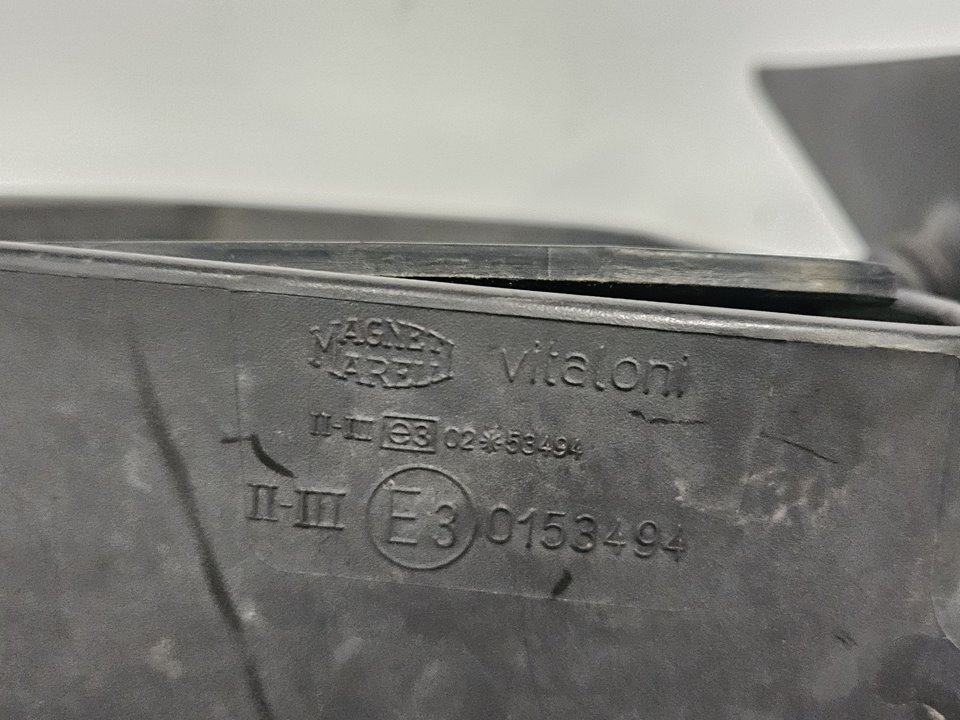 MAGNETI
MARELLI
vitaloni
II-III e3 02*53494
II-III E3 0153494